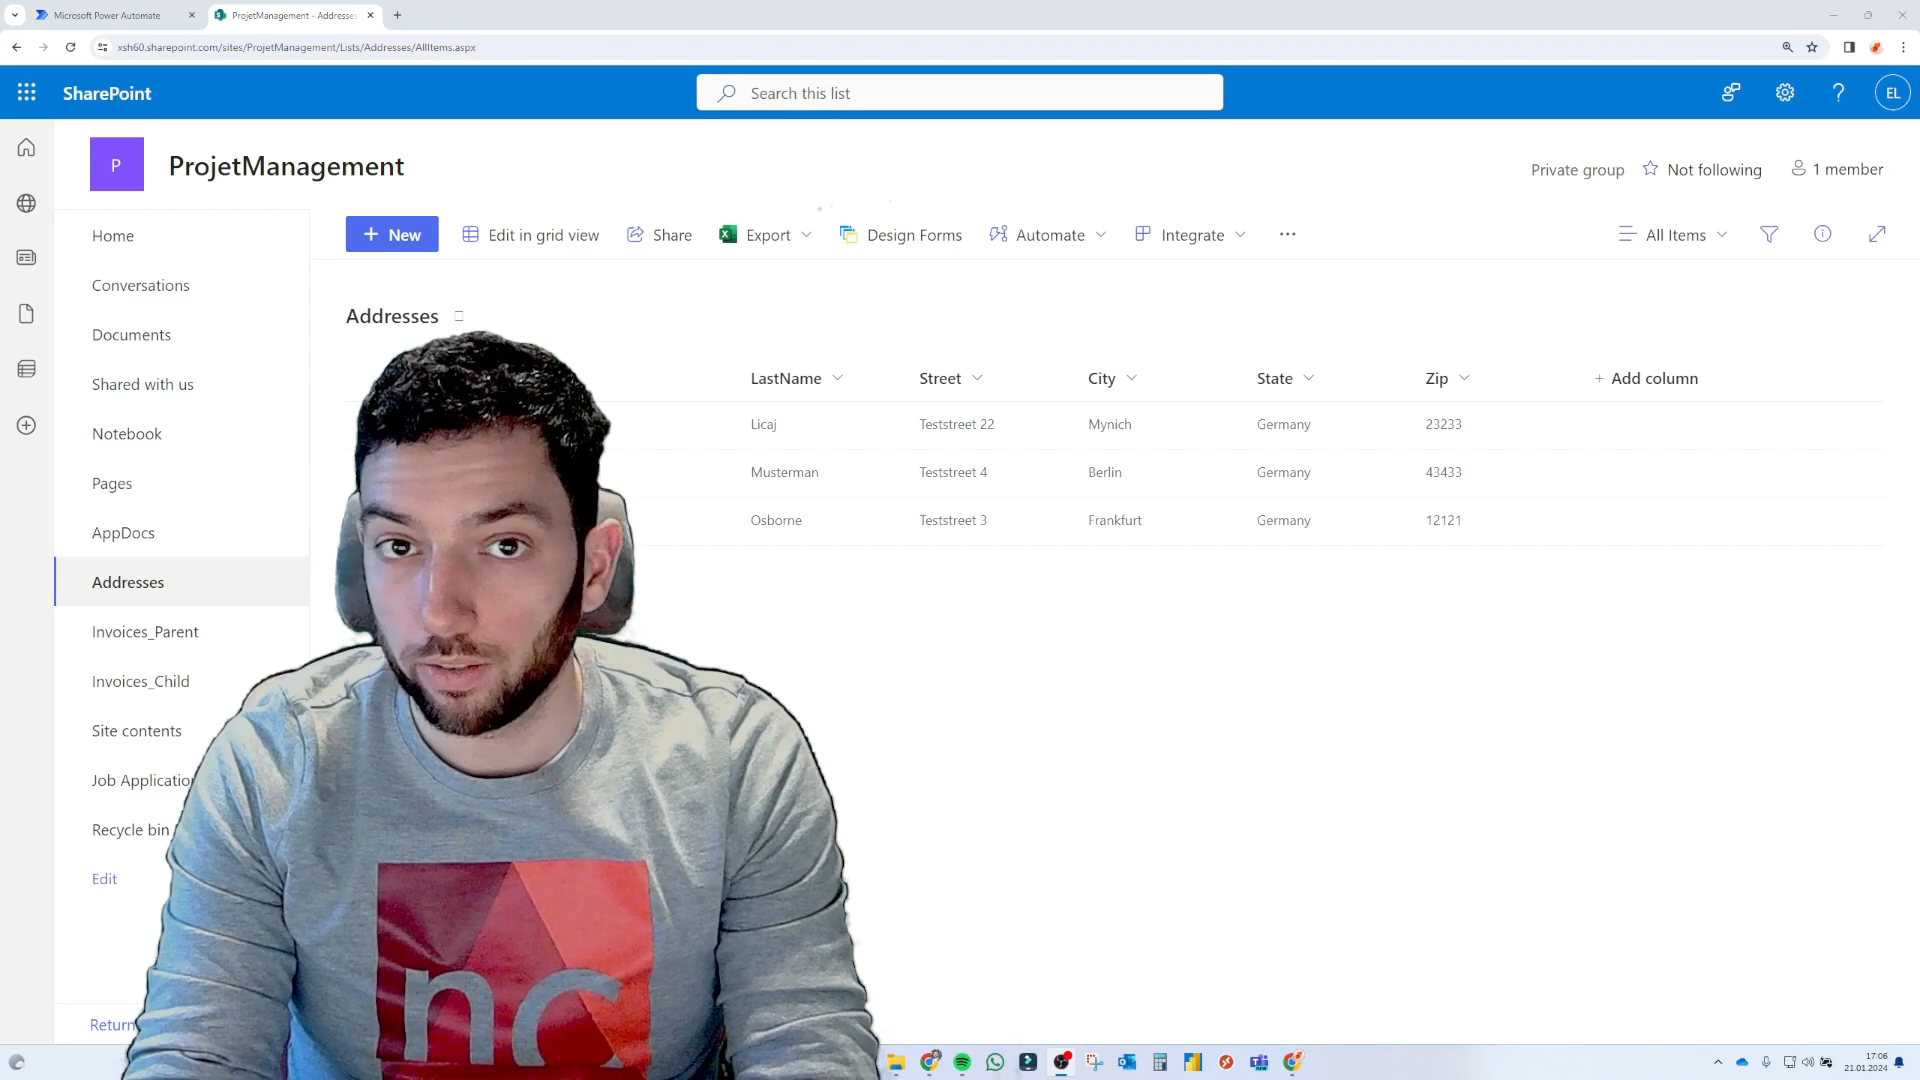 Microsoft Power Automate
ProjetManagement - Addresses
xsh60.sharepoint.com/sites/ProjetManagement/Lists/Addresses/AllItems.aspx
SharePoint
Search this list
EL
P
ProjetManagement
Private group
Not following
1 member
Home
Conversations
Documents
Shared with us
Notebook
Pages
AppDocs
Addresses
Invoices_Parent
Invoices_Child
Site contents
Job Application
Recycle bin
Edit
Return
+ New
Edit in grid view
Share
Export
Design Forms
Automate
Integrate
All Items
Addresses
LastName Street City State Zip + Add column
Licaj Teststreet 22 Mynich Germany 23233
Musterman Teststreet 4 Berlin Germany 43433
Osborne Teststreet 3 Frankfurt Germany 12121
nc
17:06
21.01.2024